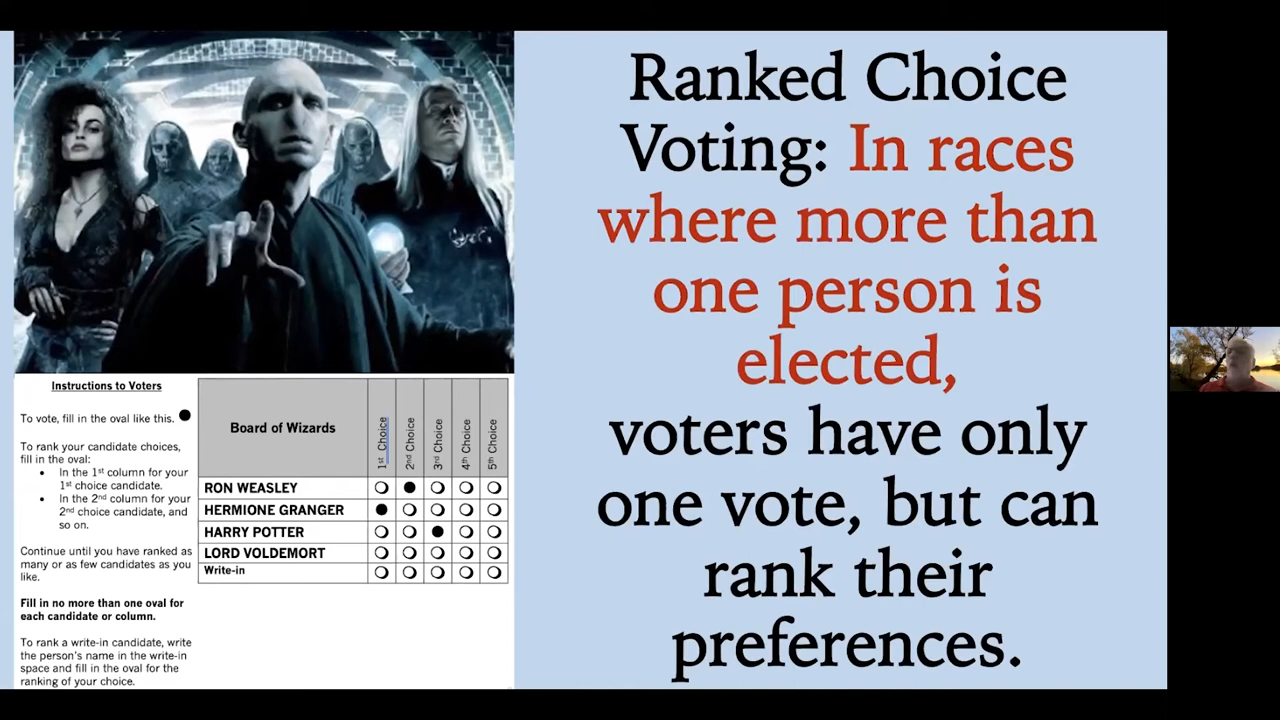 Ranked Choice
Voting: In races
where more than
one person is
elected,
voters have only
one vote, but can
rank their
preferences.
Instructions to Voters
To vote, fill in the oval like this.
To rank your candidate choices,
fill in the oval:
• In the 1st column for your
1st choice candidate.
• In the 2nd column for your
2nd choice candidate, and
so on.
Continue until you have ranked as
many or as few candidates as you
like.
Fill in no more than one oval for
each candidate or column.
To rank a write-in candidate, write
the person's name in the write-in
space and fill in the oval for the
ranking of your choice.
Board of Wizards
1st Choice
2nd Choice
3rd Choice
4th Choice
5th Choice
RON WEASLEY
HERMIONE GRANGER
HARRY POTTER
LORD VOLDEMORT
Write-in